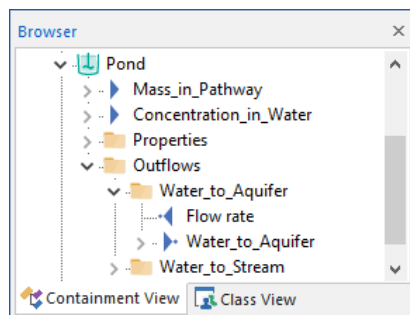 Browser
Pond
Mass_in_Pathway
Concentration_in_Water
Properties
Outflows
Water_to_Aquifer
Flow rate
Water_to_Aquifer
Water_to_Stream
Containment View Class View